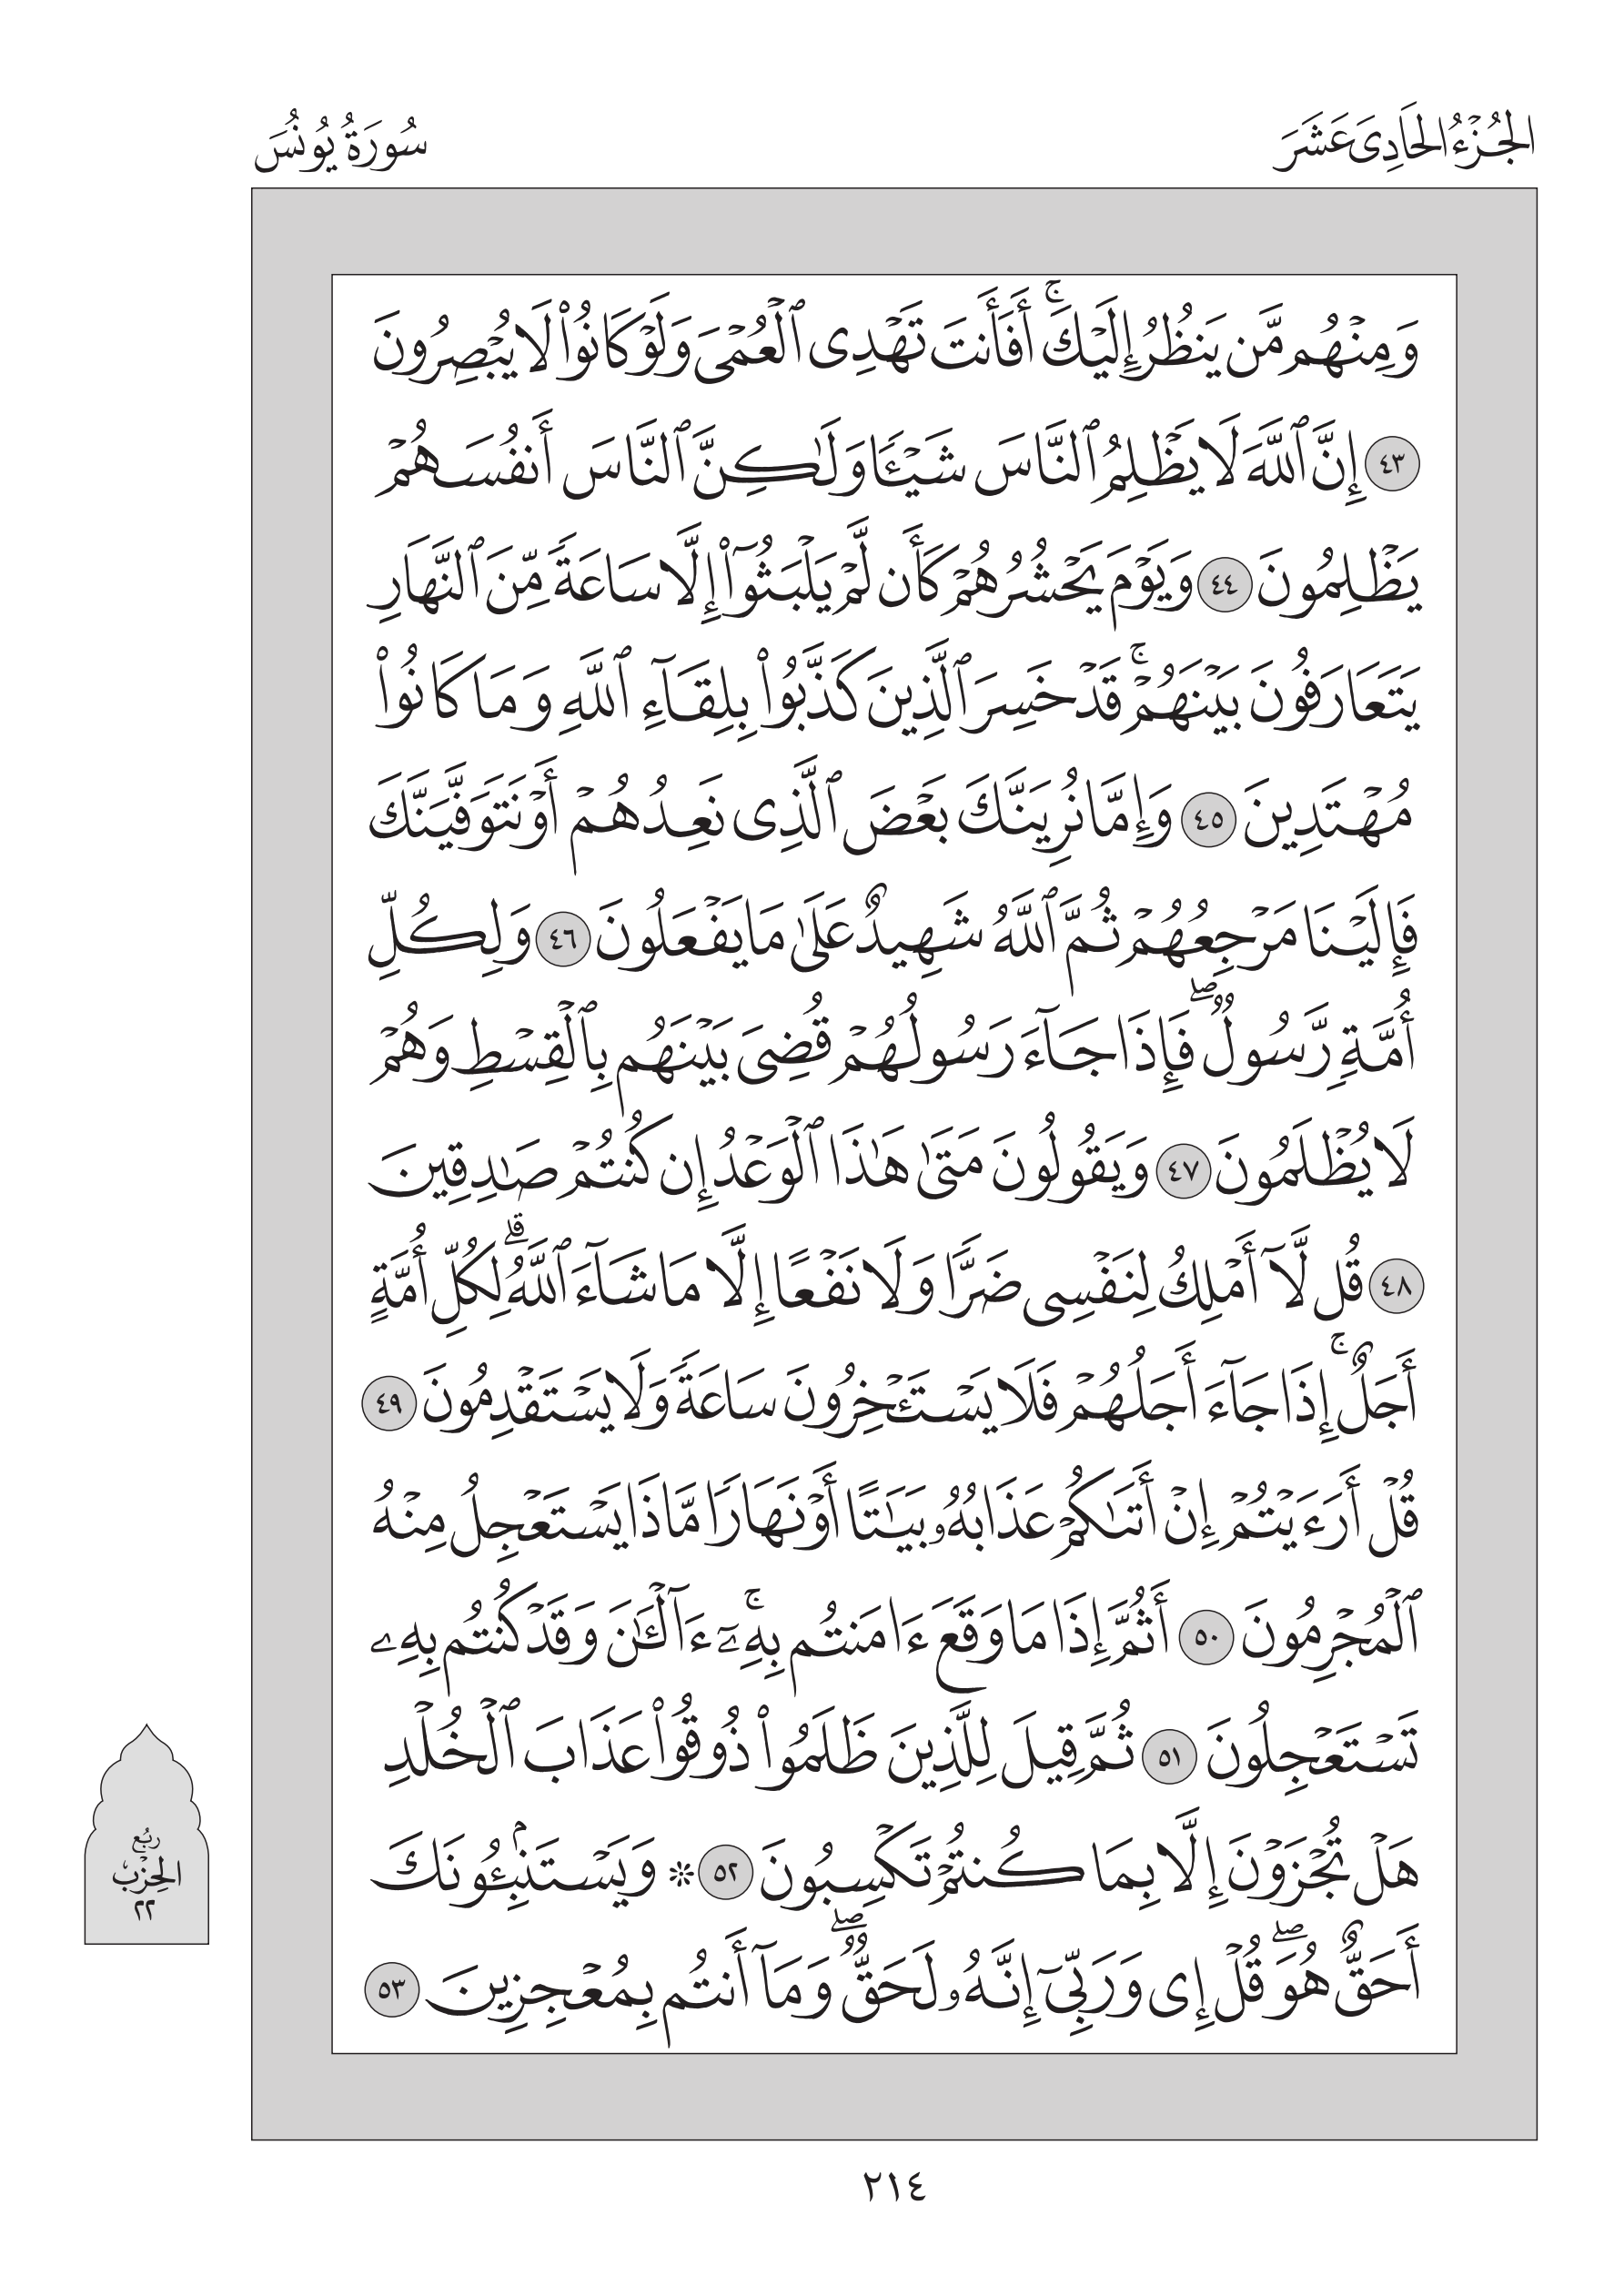 الجُزْءُ الحَادِيَ عَشَرَ
سُورَةُ يُونُسَ
وَمِنْهُم مَّن يَنظُرُ إِلَيْكَۚ أَفَأَنتَ تَهْدِى ٱلْعُمْىَ وَلَوْ كَانُوا۟ لَا يُبْصِرُونَ
٤٣ إِنَّ ٱللَّهَ لَا يَظْلِمُ ٱلنَّاسَ شَيْـًٔا وَلَـٰكِنَّ ٱلنَّاسَ أَنفُسَهُمْ
يَظْلِمُونَ ٤٤ وَيَوْمَ يَحْشُرُهُمْ كَأَن لَّمْ يَلْبَثُوٓا۟ إِلَّا سَاعَةً مِّنَ ٱلنَّهَارِ
يَتَعَارَفُونَ بَيْنَهُمْۚ قَدْ خَسِرَ ٱلَّذِينَ كَذَّبُوا۟ بِلِقَآءِ ٱللَّهِ وَمَا كَانُوا۟
مُهْتَدِينَ ٤٥ وَإِمَّا نُرِيَنَّكَ بَعْضَ ٱلَّذِى نَعِدُهُمْ أَوْ نَتَوَفَّيَنَّكَ
فَإِلَيْنَا مَرْجِعُهُمْ ثُمَّ ٱللَّهُ شَهِيدٌ عَلَىٰ مَا يَفْعَلُونَ ٤٦ وَلِكُلِّ
أُمَّةٍ رَّسُولٌۖ فَإِذَا جَآءَ رَسُولُهُمْ قُضِىَ بَيْنَهُم بِٱلْقِسْطِ وَهُمْ
لَا يُظْلَمُونَ ٤٧ وَيَقُولُونَ مَتَىٰ هَـٰذَا ٱلْوَعْدُ إِن كُنتُمْ صَـٰدِقِينَ
٤٨ قُل لَّآ أَمْلِكُ لِنَفْسِى ضَرًّا وَلَا نَفْعًا إِلَّا مَا شَآءَ ٱللَّهُۗ لِكُلِّ أُمَّةٍ
أَجَلٌۚ إِذَا جَآءَ أَجَلُهُمْ فَلَا يَسْتَـْٔخِرُونَ سَاعَةً وَلَا يَسْتَقْدِمُونَ ٤٩
قُلْ أَرَءَيْتُمْ إِنْ أَتَىٰكُمْ عَذَابُهُۥ بَيَـٰتًا أَوْ نَهَارًا مَّاذَا يَسْتَعْجِلُ مِنْهُ
ٱلْمُجْرِمُونَ ٥٠ أَثُمَّ إِذَا مَا وَقَعَ ءَامَنتُم بِهِۦٓۚ ءَآلْـَٔـٰنَ وَقَدْ كُنتُم بِهِۦ
تَسْتَعْجِلُونَ ٥١ ثُمَّ قِيلَ لِلَّذِينَ ظَلَمُوا۟ ذُوقُوا۟ عَذَابَ ٱلْخُلْدِ
هَلْ تُجْزَوْنَ إِلَّا بِمَا كُنتُمْ تَكْسِبُونَ ٥٢ ۞ وَيَسْتَنۢبِـُٔونَكَ
أَحَقٌّ هُوَۖ قُلْ إِى وَرَبِّىٓ إِنَّهُۥ لَحَقٌّۖ وَمَآ أَنتُم بِمُعْجِزِينَ ٥٣
رُبْع
الحِزْب
٢٢
٢١٤